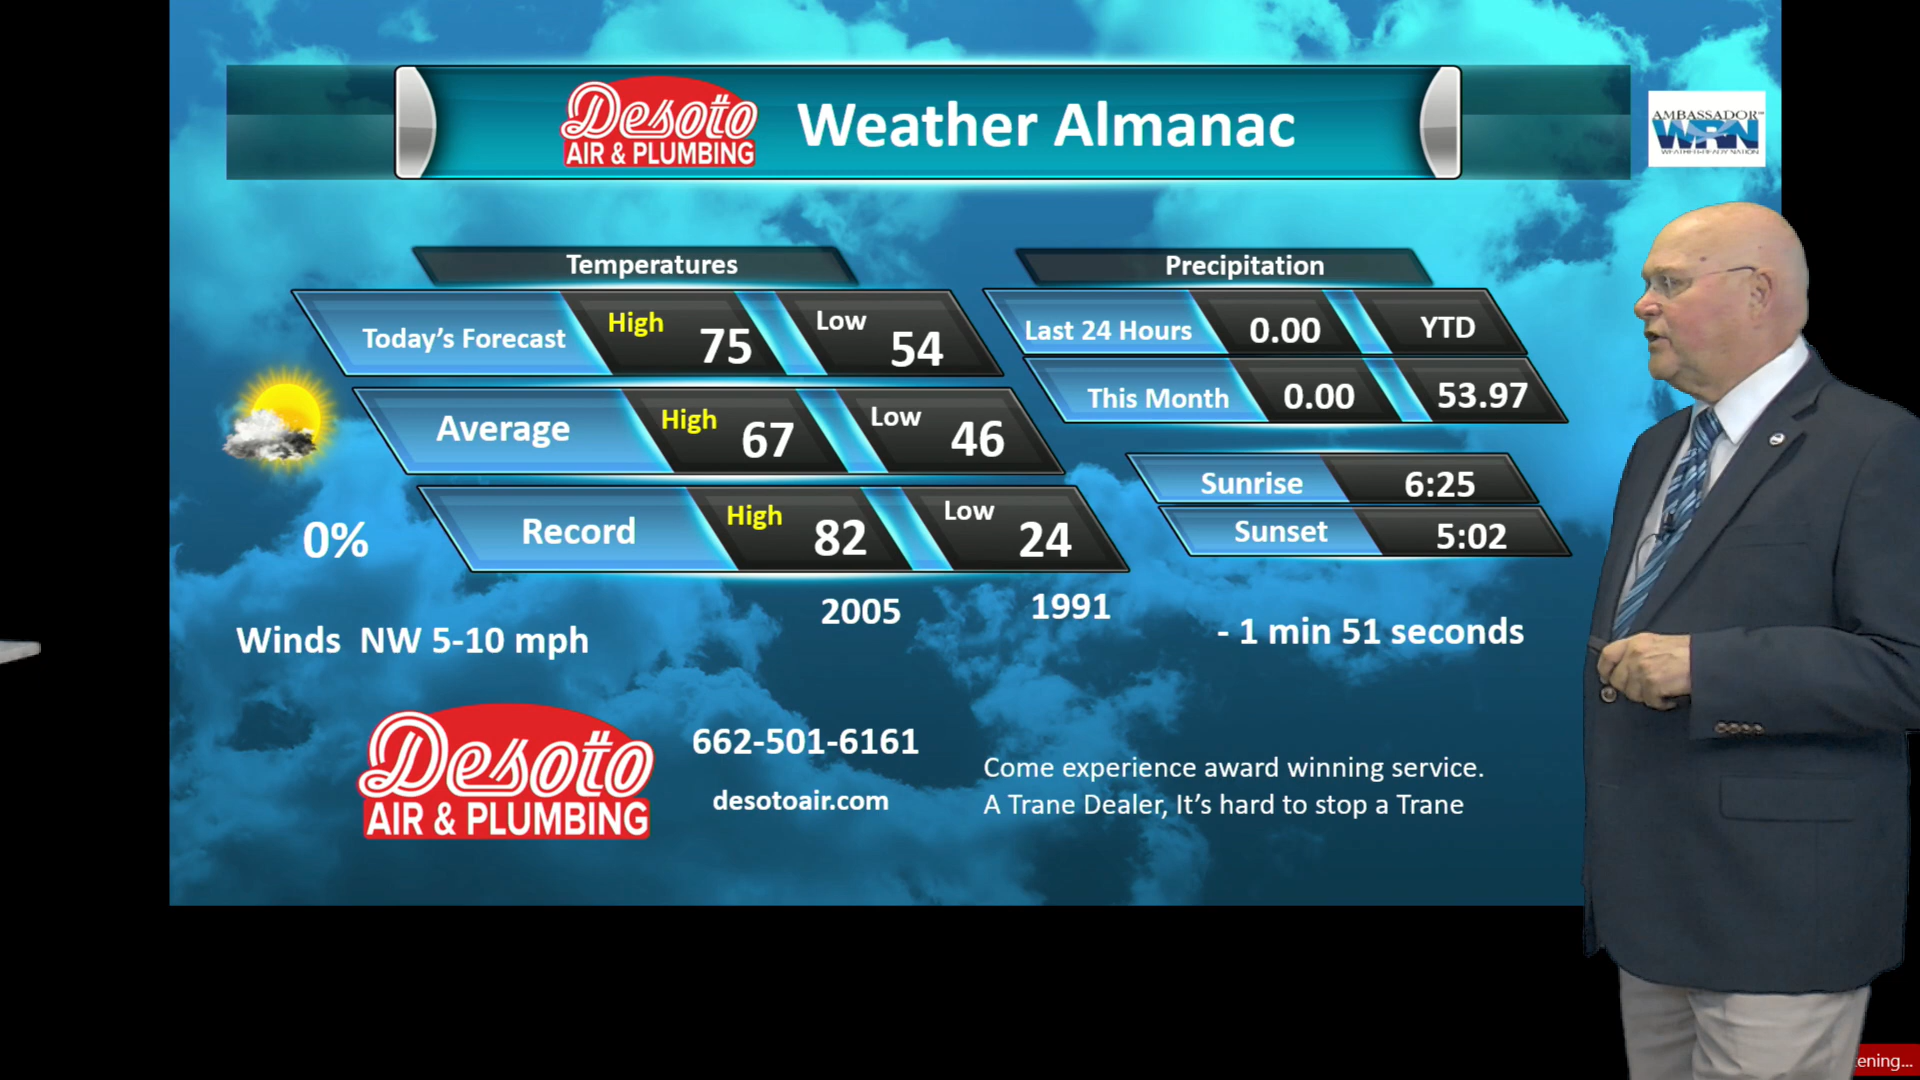 Desoto
AIR & PLUMBING
Weather Almanac
AMBASSADOR
WRN
WEATHER-READY NATION
Temperatures
Today's Forecast High 75 Low 54
Average High 67 Low 46
Record High 82 Low 24
2005 1991
0%
Winds NW 5-10 mph
Precipitation
Last 24 Hours 0.00 YTD
This Month 0.00 53.97
Sunrise 6:25
Sunset 5:02
- 1 min 51 seconds
Desoto
AIR & PLUMBING
662-501-6161
desotoair.com
Come experience award winning service.
A Trane Dealer, It's hard to stop a Trane
ening...